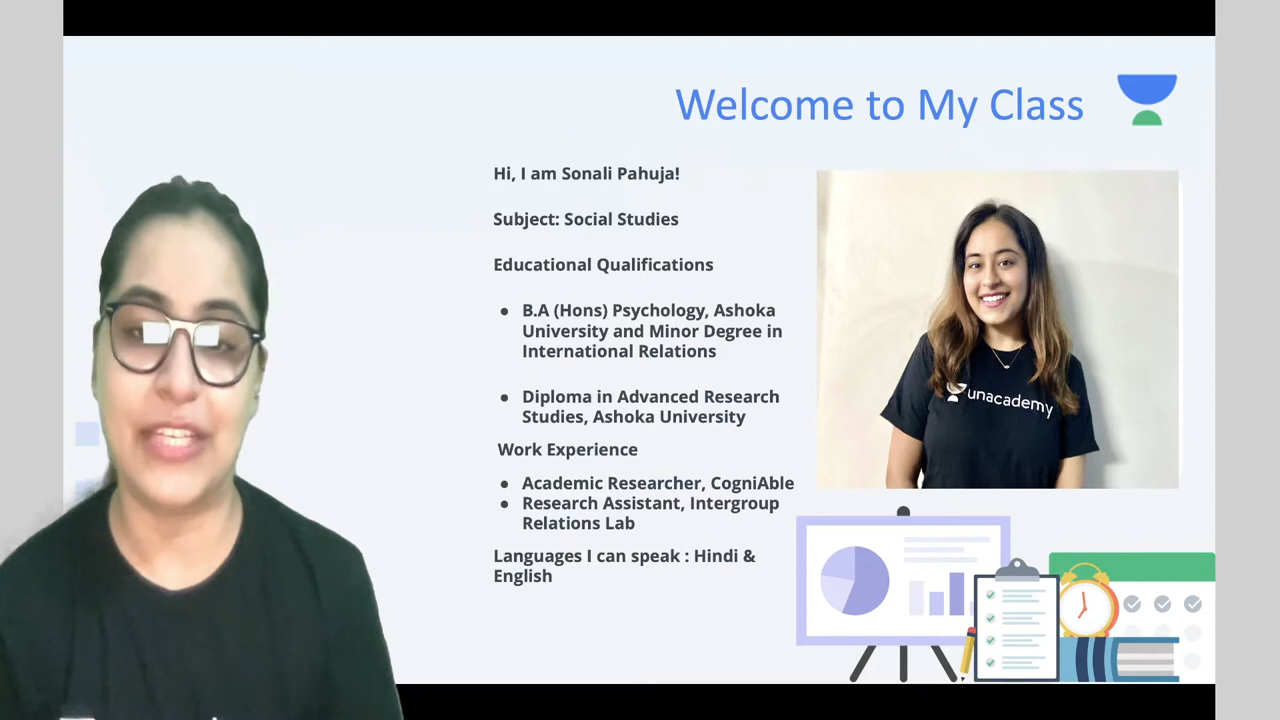 Welcome to My Class
Hi, I am Sonali Pahuja!
Subject: Social Studies
Educational Qualifications
● B.A (Hons) Psychology, Ashoka
University and Minor Degree in
International Relations
● Diploma in Advanced Research
Studies, Ashoka University
Work Experience
● Academic Researcher, CogniAble
● Research Assistant, Intergroup
Relations Lab
Languages I can speak : Hindi &
English
unacademy